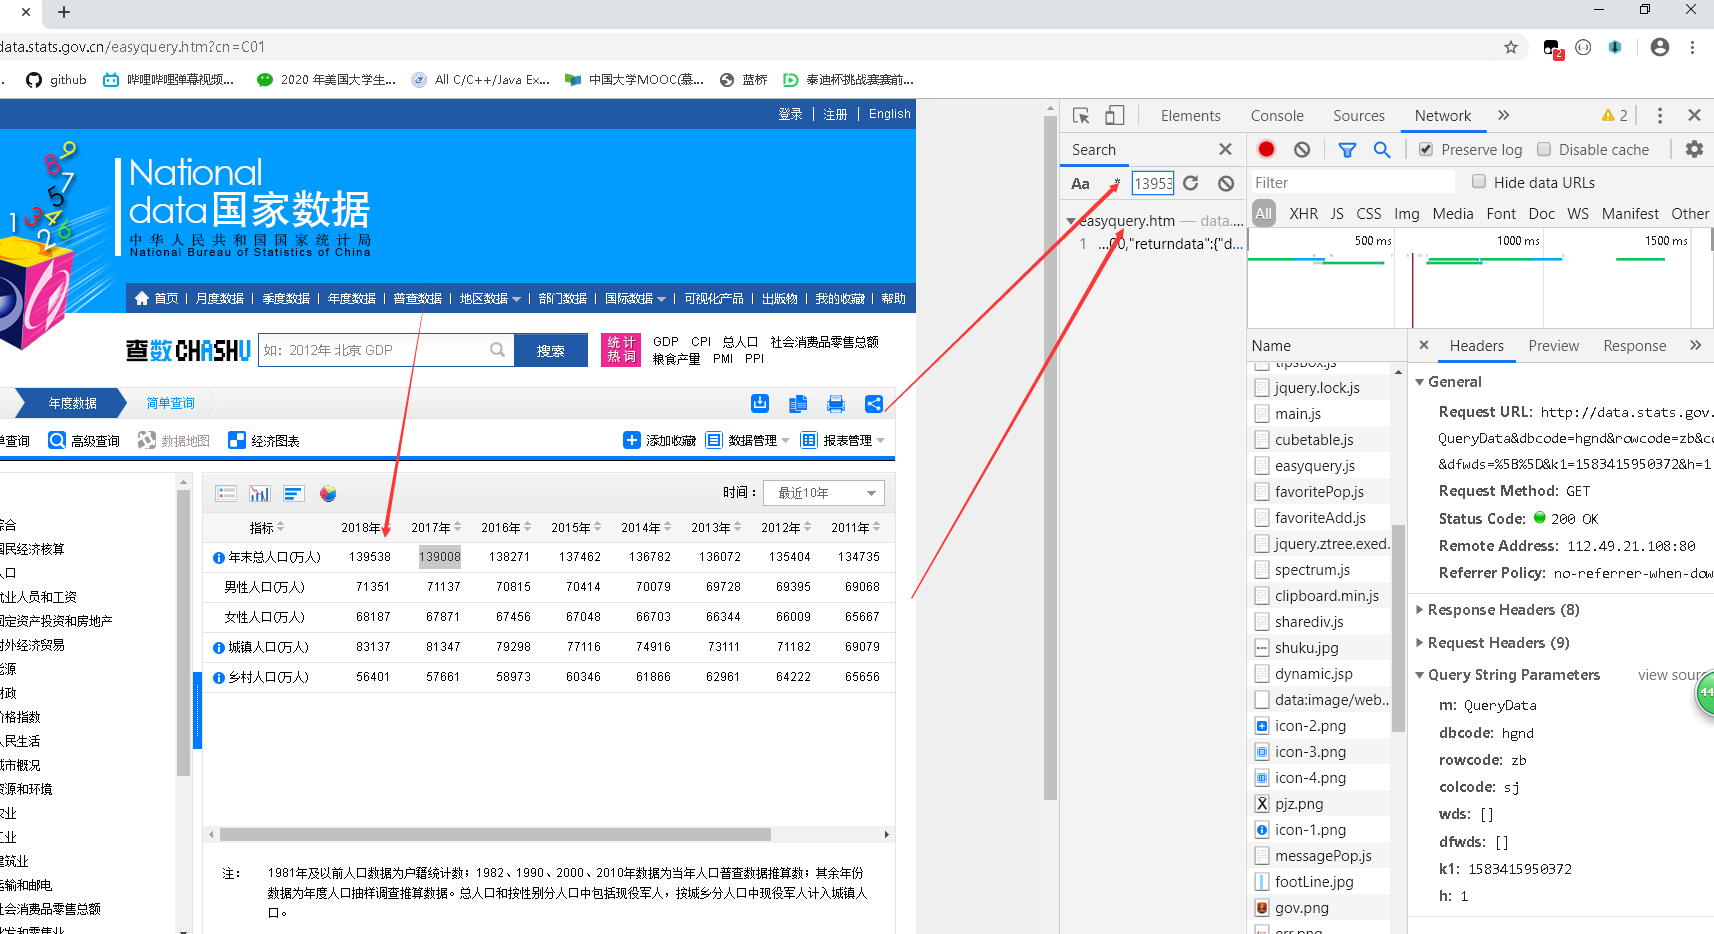 data.stats.gov.cn/easyquery.htm?cn=C01
2
github
哔哩哔哩弹幕视频...
2020 年美国大学生...
All C/C++/Java Ex...
中国大学MOOC(慕...
蓝桥
泰迪杯挑战赛赛前...
登录 | 注册 | English
National
data国家数据
中华人民共和国国家统计局
National Bureau of Statistics of China
首页 | 月度数据 | 季度数据 | 年度数据 | 普查数据 | 地区数据 | 部门数据 | 国际数据 | 可视化产品 | 出版物 | 我的收藏 | 帮助
查数CHASHU
如：2012年 北京 GDP
搜索
统计
热词
GDP CPI 总人口 社会消费品零售总额
粮食产量 PMI PPI
年度数据
简单查询
单查询
高级查询
数据地图
经济图表
添加收藏
数据管理
报表管理
综合
国民经济核算
人口
就业人员和工资
固定资产投资和房地产
对外经济贸易
能源
财政
价格指数
人民生活
城市概况
资源和环境
农业
工业
建筑业
运输和邮电
社会消费品零售总额
批发和零售业
时间： 最近10年
指标 2018年 2017年 2016年 2015年 2014年 2013年 2012年 2011年
年末总人口(万人) 139538 139008 138271 137462 136782 136072 135404 134735
男性人口(万人) 71351 71137 70815 70414 70079 69728 69395 69068
女性人口(万人) 68187 67871 67456 67048 66703 66344 66009 65667
城镇人口(万人) 83137 81347 79298 77116 74916 73111 71182 69079
乡村人口(万人) 56401 57661 58973 60346 61866 62961 64222 65656
注：
1981年及以前人口数据为户籍统计数；1982、1990、2000、2010年数据为当年人口普查数据推算数；其余年份
数据为年度人口抽样调查推算数据。总人口和按性别分人口中包括现役军人，按城乡分人口中现役军人计入城镇人
口。
Elements Console Sources Network
2
Search
Aa .* 13953
easyquery.htm — data....
1 ...00,"returndata":{"d...
Preserve log
Disable cache
Filter
Hide data URLs
All XHR JS CSS Img Media Font Doc WS Manifest Other
500 ms 1000 ms 1500 ms
Name
tipsbox.js
jquery.lock.js
main.js
cubetable.js
easyquery.js
favoritePop.js
favoriteAdd.js
jquery.ztree.exed.
spectrum.js
clipboard.min.js
sharediv.js
shuku.jpg
dynamic.jsp
data:image/web..
icon-2.png
icon-3.png
icon-4.png
pjz.png
icon-1.png
messagePop.js
footLine.jpg
gov.png
err.png
Headers Preview Response
General
Request URL: http://data.stats.gov.
QueryData&dbcode=hgnd&rowcode=zb&co
&dfwds=%5B%5D&k1=1583415950372&h=1
Request Method: GET
Status Code: 200 OK
Remote Address: 112.49.21.108:80
Referrer Policy: no-referrer-when-dow
Response Headers (8)
Request Headers (9)
Query String Parameters view sour
m: QueryData
dbcode: hgnd
rowcode: zb
colcode: sj
wds: []
dfwds: []
k1: 1583415950372
h: 1
44